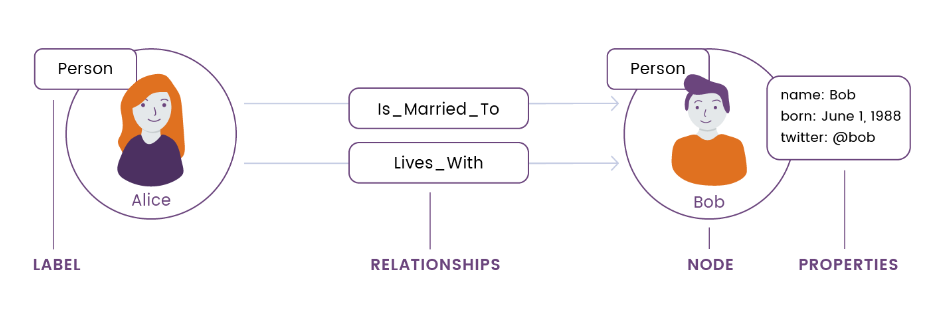 Person
Alice
Is_Married_To
Lives_With
Person
Bob
name: Bob
born: June 1, 1988
twitter: @bob
LABEL
RELATIONSHIPS
NODE
PROPERTIES